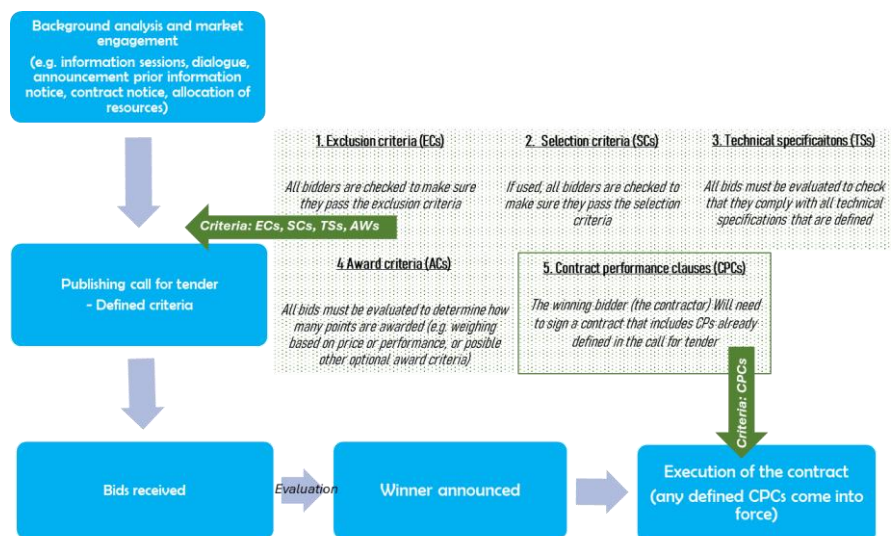 Background analysis and market
engagement
(e.g. information sessions, dialogue,
announcement prior information
notice, contract notice, allocation of
resources)
1. Exclusion criteria (ECs)
All bidders are checked to make sure
they pass the exclusion criteria
2. Selection criteria (SCs)
If used, all bidders are checked to
make sure they pass the selection
criteria
3. Technical specificaitons (TSs)
All bids must be evaluated to check
that they comply with all technical
specifications that are defined
Criteria: ECs, SCs, TSs, AWs
Publishing call for tender
- Defined criteria
4 Award criteria (ACs)
All bids must be evaluated to determine how
many points are awarded (e.g. weighing
based on price or performance, or posible
other optional award criteria)
5. Contract performance clauses (CPCs)
The winning bidder (the contractor) Will need
to sign a contract that includes CPs already
defined in the call for tender
Criteria: CPCs
Bids received
Evaluation
Winner announced
Execution of the contract
(any defined CPCs come into
force)